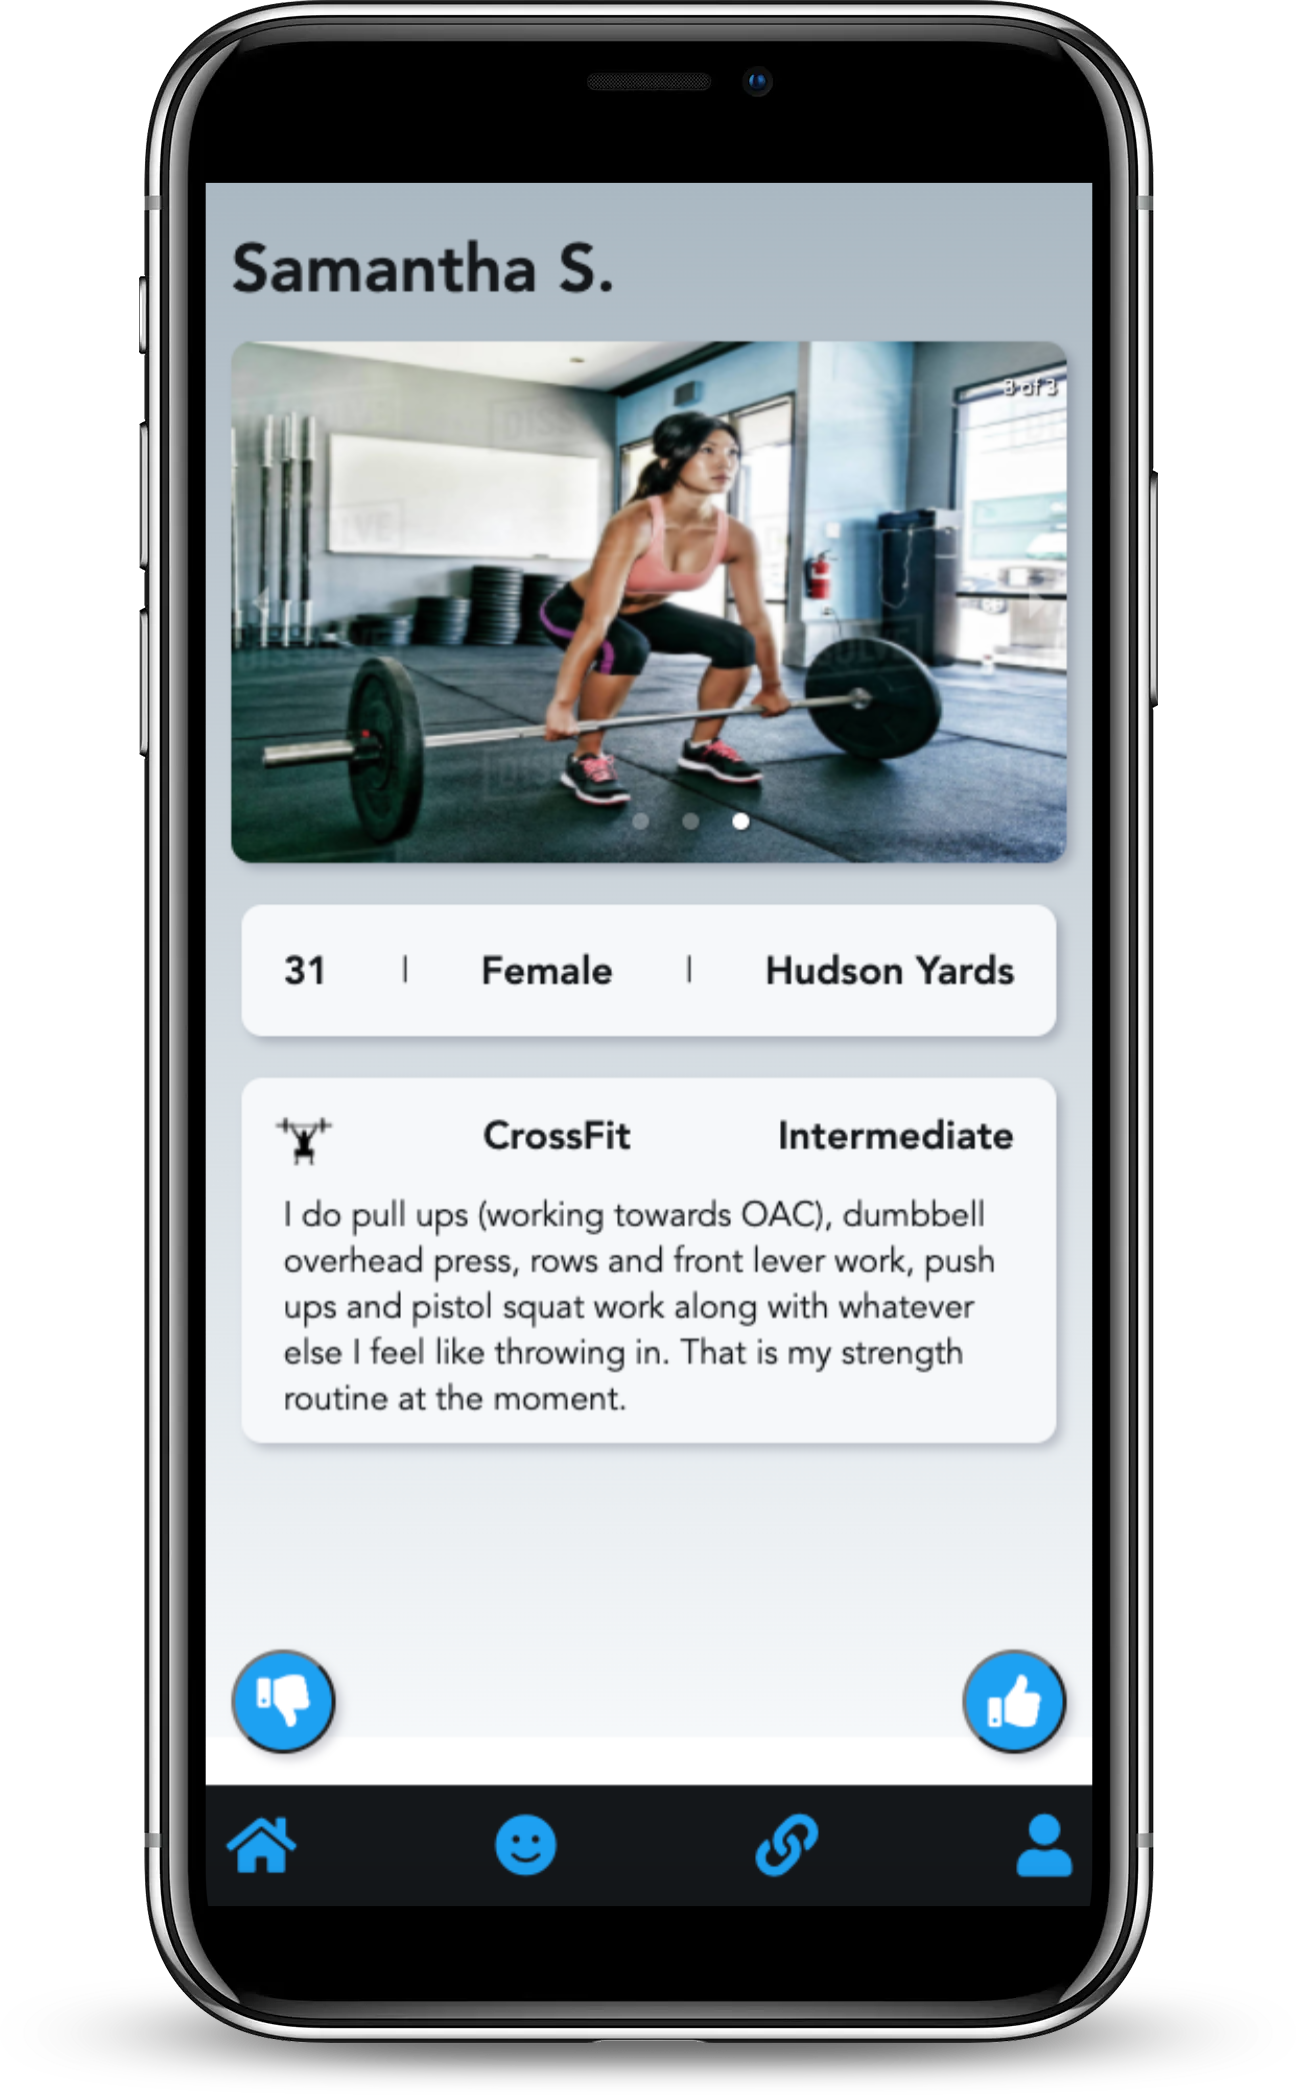 Samantha S.
3 of 3
31 | Female | Hudson Yards
CrossFit Intermediate
I do pull ups (working towards OAC), dumbbell
overhead press, rows and front lever work, push
ups and pistol squat work along with whatever
else I feel like throwing in. That is my strength
routine at the moment.